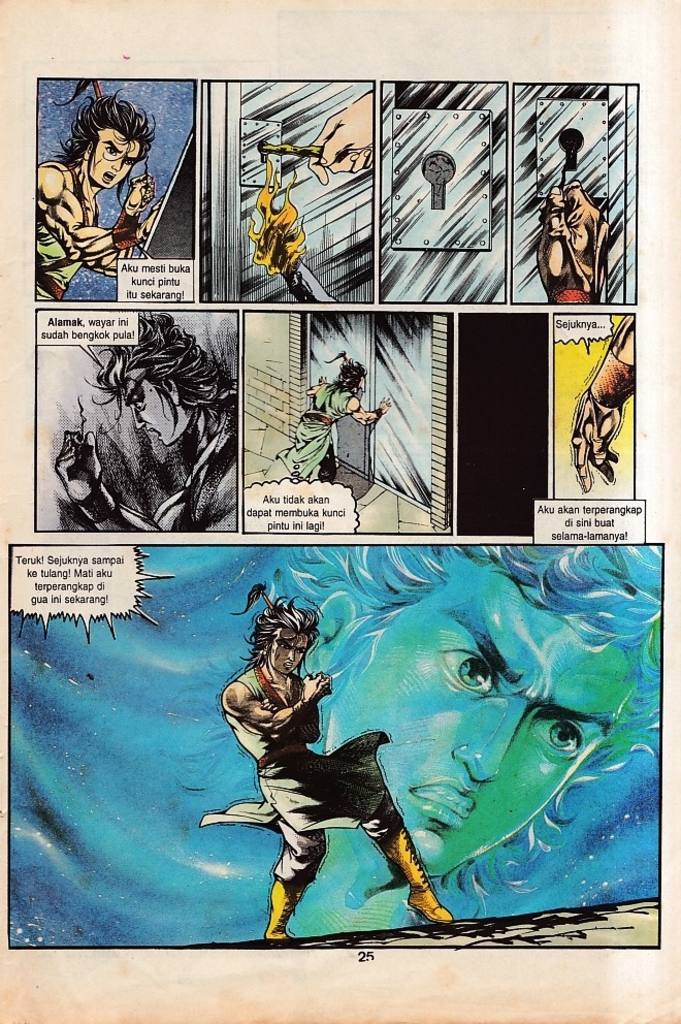 Aku mesti buka
kunci pintu
itu sekarang!
Alamak, wayar ini
sudah bengkok pula!
Aku tidak akan
dapat membuka kunci
pintu ini lagi!
Sejuknya...
Aku akan terperangkap
di sini buat
selama-lamanya!
Teruk! Sejuknya sampai
ke tulang! Mati aku
terperangkap di
gua ini sekarang!
25